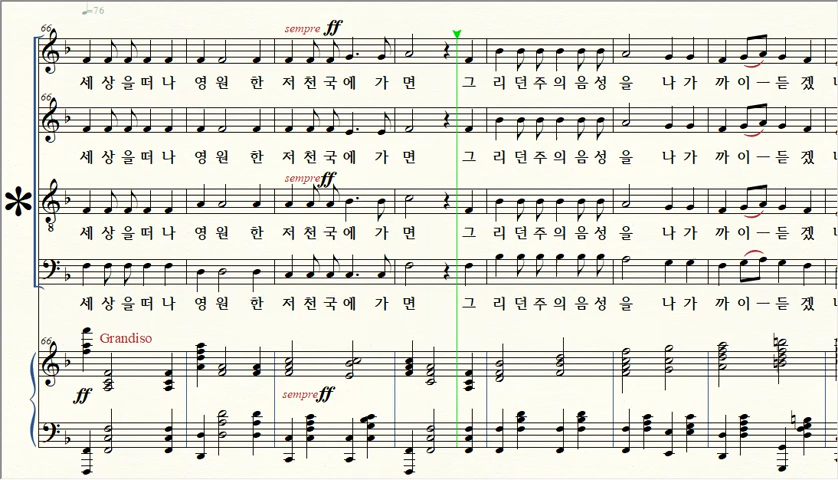 =76
66 sempre ff
세 상 을 떠 나 영 원 한 저 천 국 에 가 면 그 리 던 주 의 음 성 을 나 가 까 이 ― 듣 겠
66
세 상 을 떠 나 영 원 한 저 천 국 에 가 면 그 리 던 주 의 음 성 을 나 가 까 이 ― 듣 겠
sempre ff
8
세 상 을 떠 나 영 원 한 저 천 국 에 가 면 그 리 던 주 의 음 성 을 나 가 까 이 ― 듣 겠
세 상 을 떠 나 영 원 한 저 천 국 에 가 면 그 리 던 주 의 음 성 을 나 가 까 이 ― 듣 겠
66 Grandiso
ff sempre ff